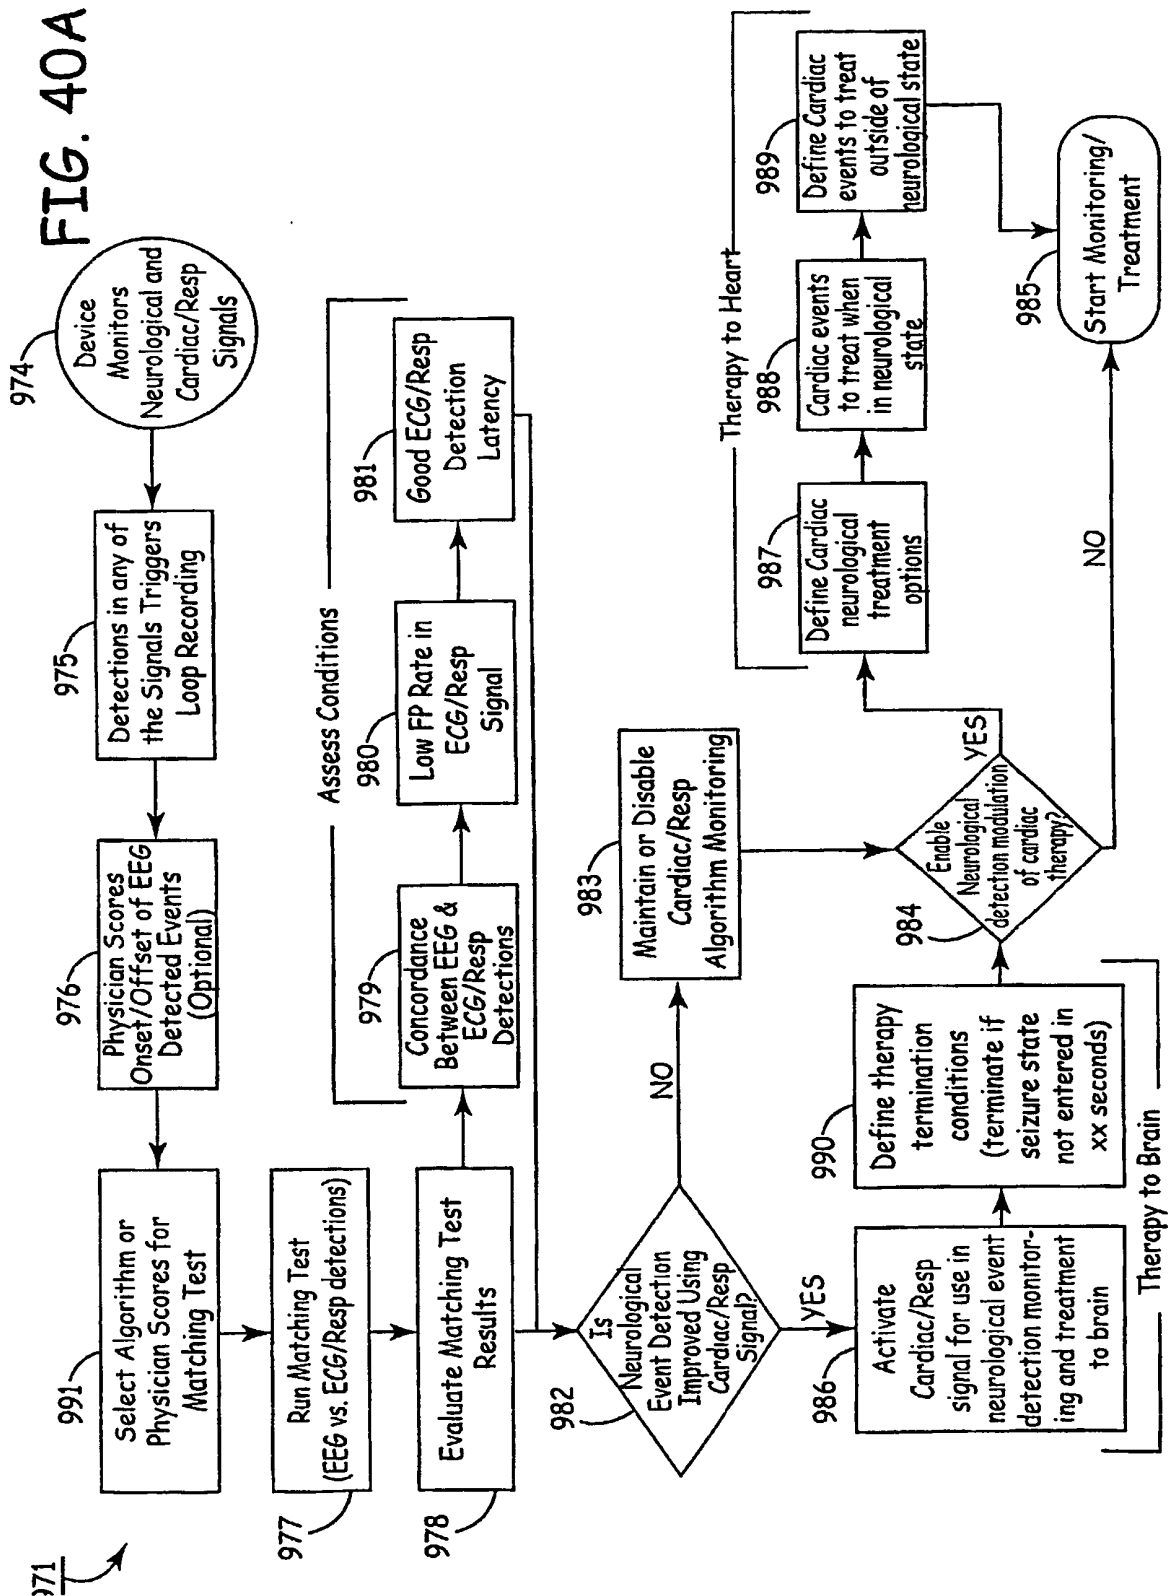 FIG. 40A
971
974
Device
Monitors
Neurological and
Cardiac/Resp
Signals
975
Detections in any of
the Signals Triggers
Loop Recording
976
Physician Scores
Onset/Offset of EEG
Detected Events
(Optional)
991
Select Algorithm or
Physician Scores for
Matching Test
977
Run Matching Test
(EEG vs. ECG/Resp detections)
978
Evaluate Matching Test
Results
Assess Conditions
979
Concordance
Between EEG &
ECG/Resp
Detections
980
Low FP Rate in
ECG/Resp
Signal
981
Good ECG/Resp
Detection
Latency
982
Is
Neurological
Event Detection
Improved Using
Cardiac/Resp
Signal?
NO
983
Maintain or Disable
Cardiac/Resp
Algorithm Monitoring
YES
986
Activate
Cardiac/Resp
signal for use in
neurological event
detection monitor-
ing and treatment
to brain
990
Define therapy
termination
conditions
(terminate if
seizure state
not entered in
xx seconds)
Therapy to Brain
984
Enable
Neurological
detection modulation
of cardiac
therapy?
YES
NO
Therapy to Heart
987
Define Cardiac
neurological
treatment
options
988
Cardiac events
to treat when
in neurological
state
989
Define Cardiac
events to treat
outside of
neurological state
985
Start Monitoring/
Treatment